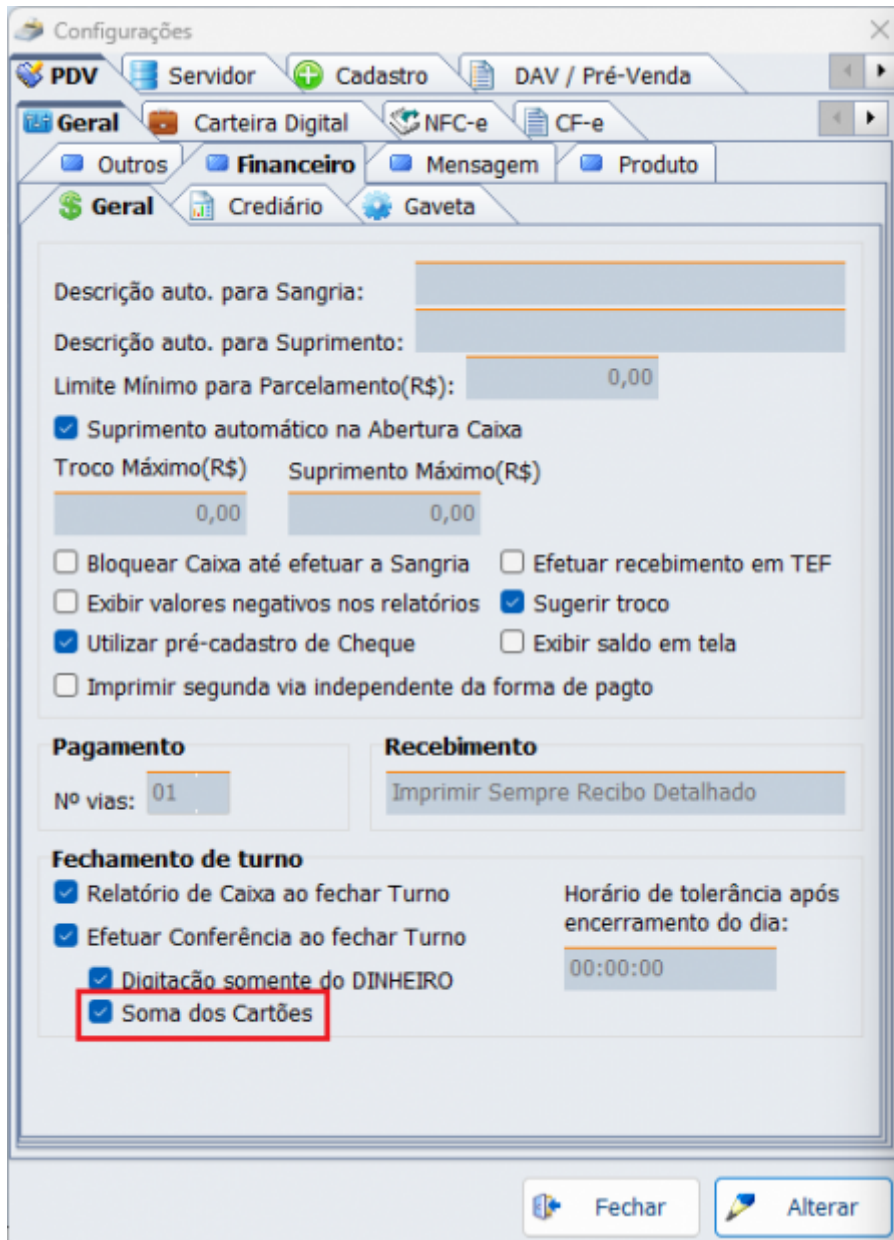 Configurações
PDV Servidor Cadastro DAV / Pré-Venda
Geral Carteira Digital NFC-e CF-e
Outros Financeiro Mensagem Produto
Geral Crediário Gaveta
Descrição auto. para Sangria:
Descrição auto. para Suprimento:
Limite Mínimo para Parcelamento(R$): 0,00
Suprimento automático na Abertura Caixa
Troco Máximo(R$) Suprimento Máximo(R$)
0,00 0,00
Bloquear Caixa até efetuar a Sangria Efetuar recebimento em TEF
Exibir valores negativos nos relatórios Sugerir troco
Utilizar pré-cadastro de Cheque Exibir saldo em tela
Imprimir segunda via independente da forma de pagto
Pagamento Recebimento
Nº vias: 01 Imprimir Sempre Recibo Detalhado
Fechamento de turno
Relatório de Caixa ao fechar Turno Horário de tolerância após
Efetuar Conferência ao fechar Turno encerramento do dia:
Digitação somente do DINHEIRO 00:00:00
Soma dos Cartões
Fechar Alterar